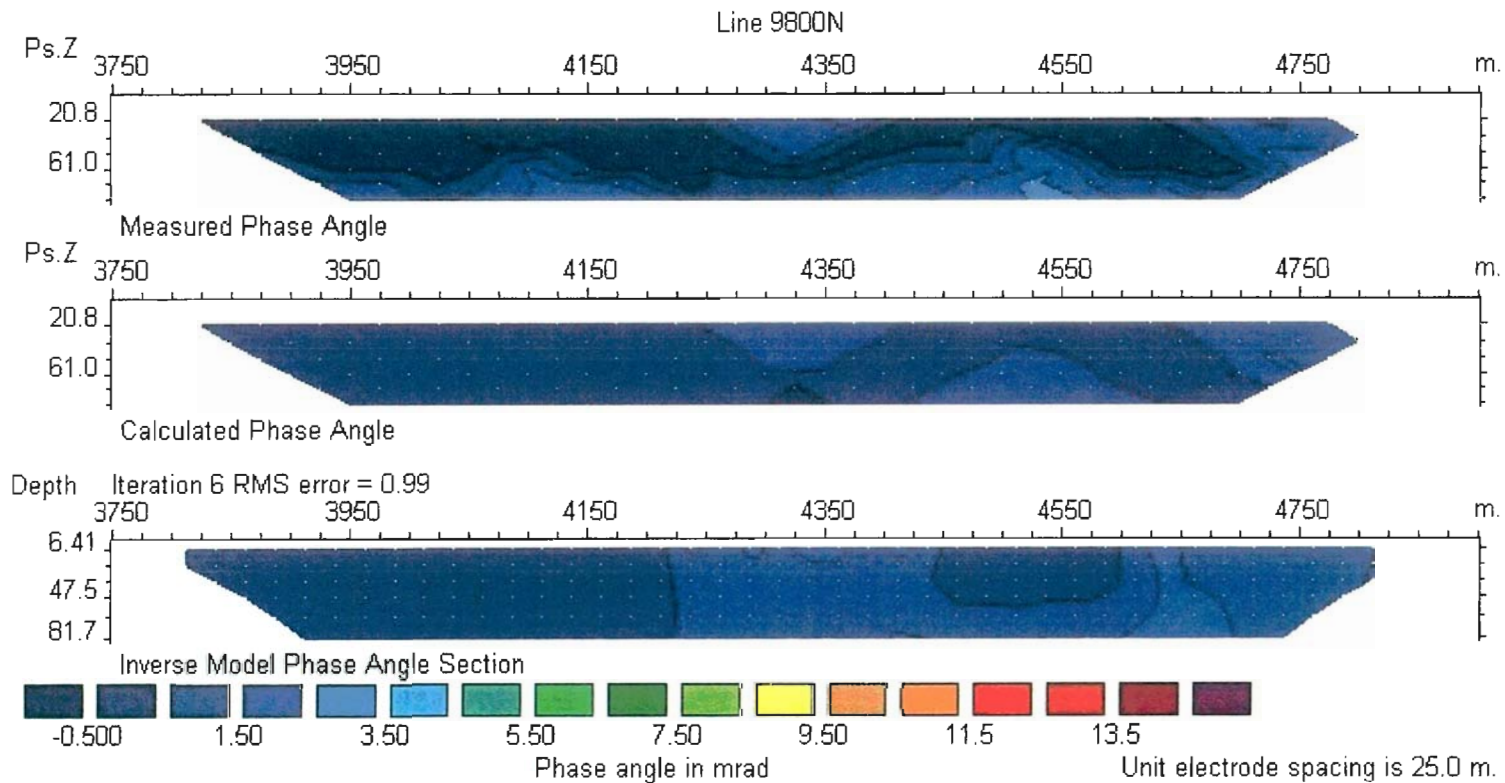 Line 9800N
Ps.Z 3750 3950 4150 4350 4550 4750 m.
20.8
61.0
Measured Phase Angle
Ps.Z 3750 3950 4150 4350 4550 4750 m.
20.8
61.0
Calculated Phase Angle
Depth Iteration 6 RMS error = 0.99
3750 3950 4150 4350 4550 4750 m.
6.41
47.5
81.7
Inverse Model Phase Angle Section
-0.500 1.50 3.50 5.50 7.50 9.50 11.5 13.5
Phase angle in mrad
Unit electrode spacing is 25.0 m.